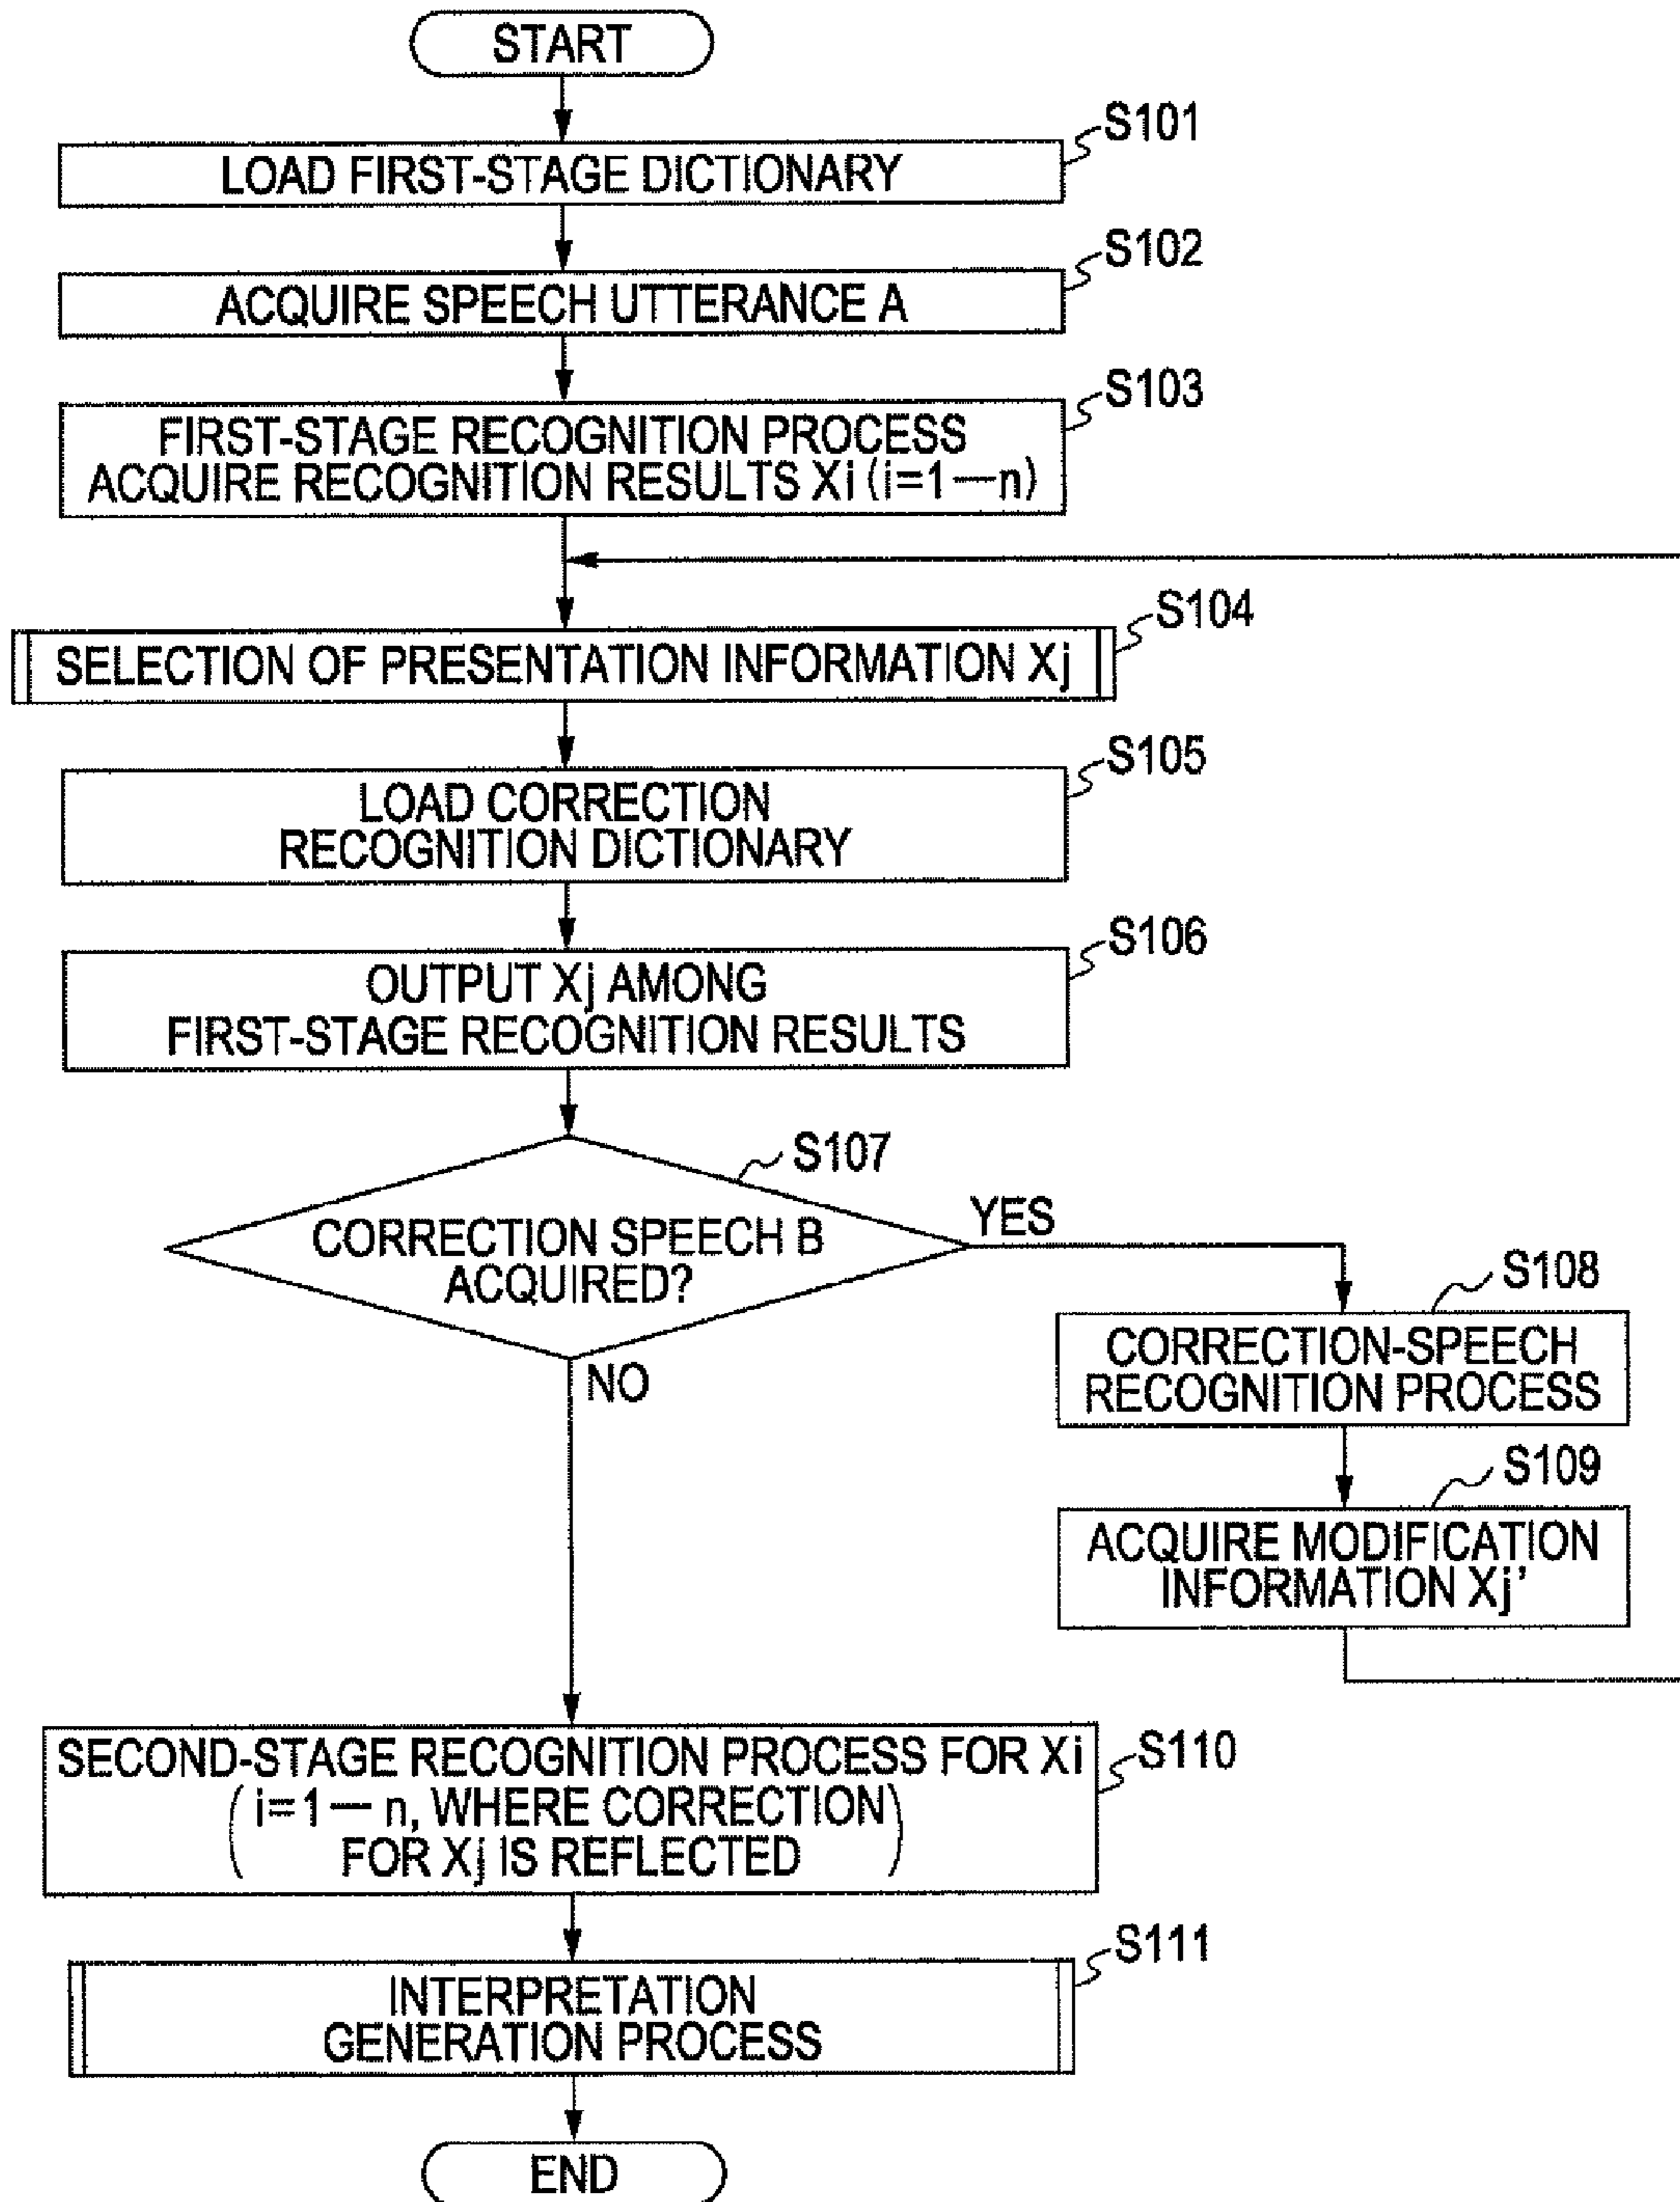 START
S101
LOAD FIRST-STAGE DICTIONARY
S102
ACQUIRE SPEECH UTTERANCE A
S103
FIRST-STAGE RECOGNITION PROCESS
ACQUIRE RECOGNITION RESULTS Xi (i=1—n)
S104
SELECTION OF PRESENTATION INFORMATION Xj
S105
LOAD CORRECTION
RECOGNITION DICTIONARY
S106
OUTPUT Xj AMONG
FIRST-STAGE RECOGNITION RESULTS
S107
CORRECTION SPEECH B
ACQUIRED?
YES
NO
S108
CORRECTION-SPEECH
RECOGNITION PROCESS
S109
ACQUIRE MODIFICATION
INFORMATION Xj'
S110
SECOND-STAGE RECOGNITION PROCESS FOR Xi
( i=1 — n, WHERE CORRECTION
FOR Xj IS REFLECTED )
S111
INTERPRETATION
GENERATION PROCESS
END